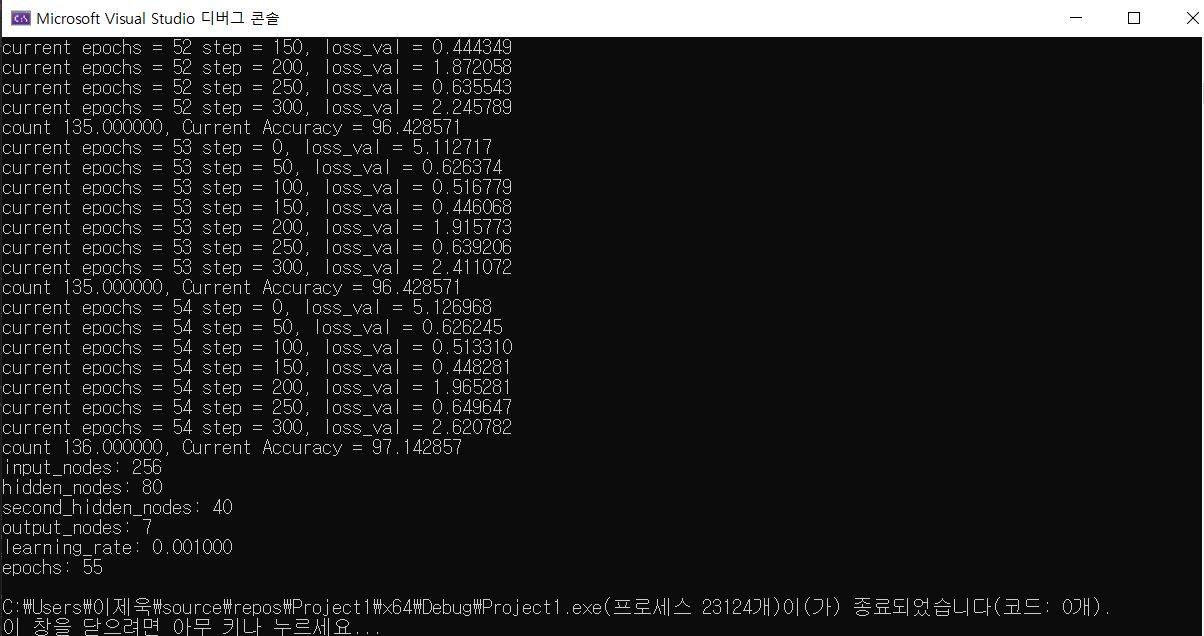 Microsoft Visual Studio 디버그 콘솔
current epochs = 52 step = 150, loss_val = 0.444349
current epochs = 52 step = 200, loss_val = 1.872058
current epochs = 52 step = 250, loss_val = 0.635543
current epochs = 52 step = 300, loss_val = 2.245789
count 135.000000, Current Accuracy = 96.428571
current epochs = 53 step = 0, loss_val = 5.112717
current epochs = 53 step = 50, loss_val = 0.626374
current epochs = 53 step = 100, loss_val = 0.516779
current epochs = 53 step = 150, loss_val = 0.446068
current epochs = 53 step = 200, loss_val = 1.915773
current epochs = 53 step = 250, loss_val = 0.639206
current epochs = 53 step = 300, loss_val = 2.411072
count 135.000000, Current Accuracy = 96.428571
current epochs = 54 step = 0, loss_val = 5.126968
current epochs = 54 step = 50, loss_val = 0.626245
current epochs = 54 step = 100, loss_val = 0.513310
current epochs = 54 step = 150, loss_val = 0.448281
current epochs = 54 step = 200, loss_val = 1.965281
current epochs = 54 step = 250, loss_val = 0.649647
current epochs = 54 step = 300, loss_val = 2.620782
count 136.000000, Current Accuracy = 97.142857
input_nodes: 256
hidden_nodes: 80
second_hidden_nodes: 40
output_nodes: 7
learning_rate: 0.001000
epochs: 55
C:₩Users₩이제욱₩source₩repos₩Project1₩x64₩Debug₩Project1.exe(프로세스 23124개)이(가) 종료되었습니다(코드: 0개).
이 창을 닫으려면 아무 키나 누르세요...